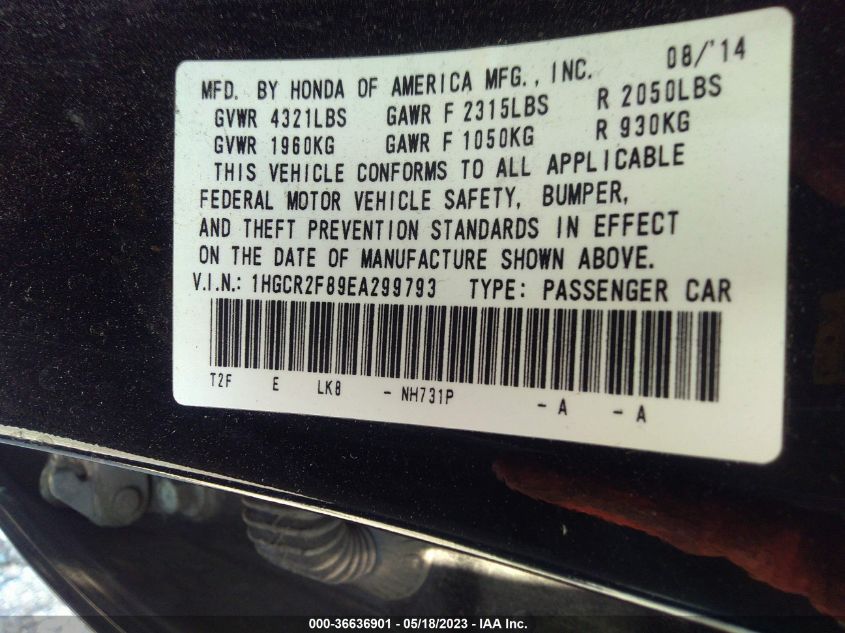 08/'14
MFD. BY HONDA OF AMERICA MFG., INC.
GVWR 4321LBS GAWR F 2315LBS R 2050LBS
GVWR 1960KG GAWR F 1050KG R 930KG
THIS VEHICLE CONFORMS TO ALL APPLICABLE
FEDERAL MOTOR VEHICLE SAFETY, BUMPER,
AND THEFT PREVENTION STANDARDS IN EFFECT
ON THE DATE OF MANUFACTURE SHOWN ABOVE.
V.I.N.: 1HGCR2F89EA299793 TYPE: PASSENGER CAR
T2F E LK8 - NH731P - A - A
000-36636901 - 05/18/2023 - IAA Inc.